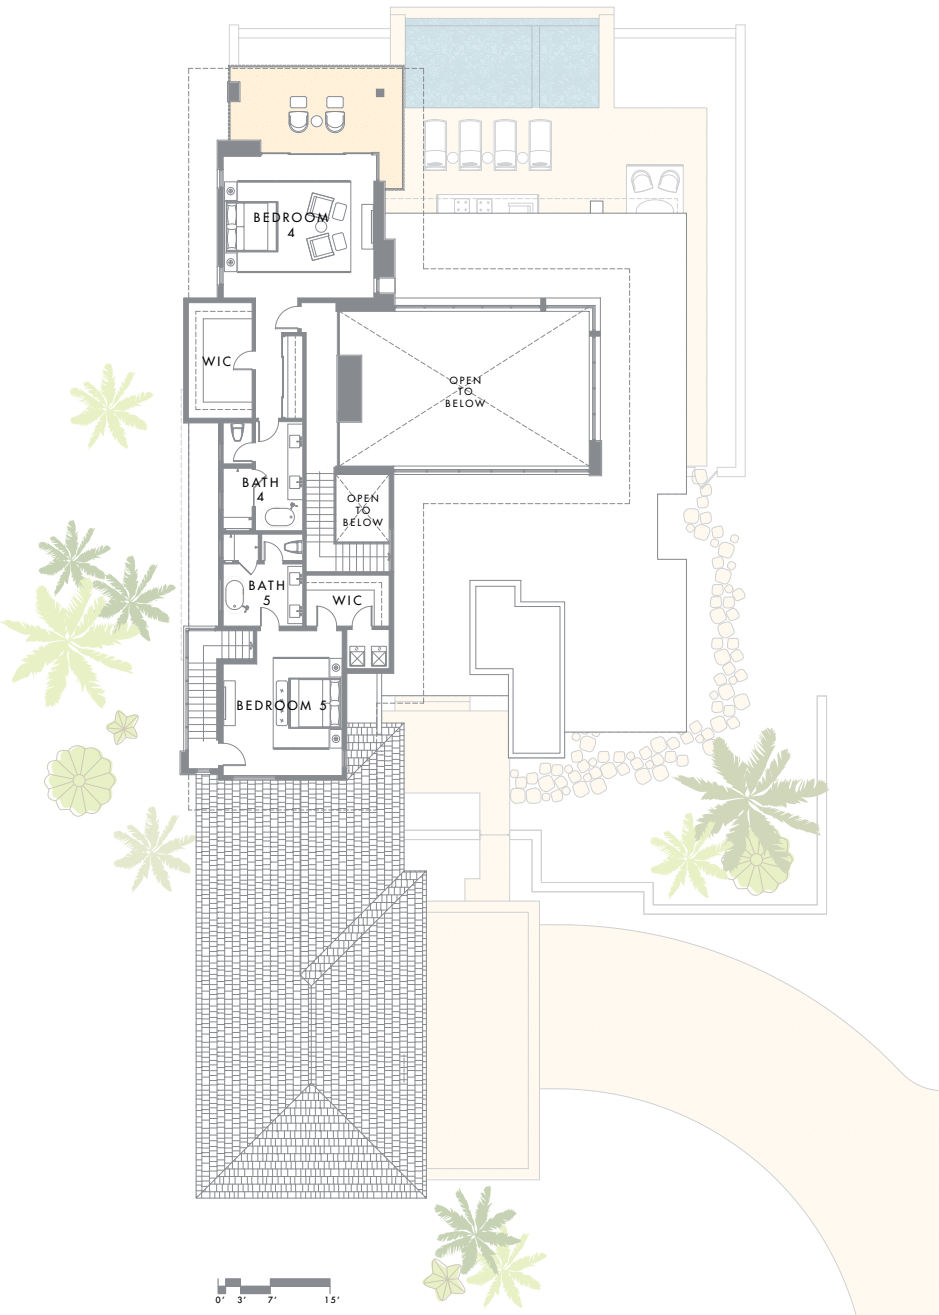 BEDROOM
4
WIC
OPEN
TO
BELOW
BATH
4
OPEN
TO
BELOW
BATH
5
WIC
BEDROOM 5
0' 3' 7' 15'